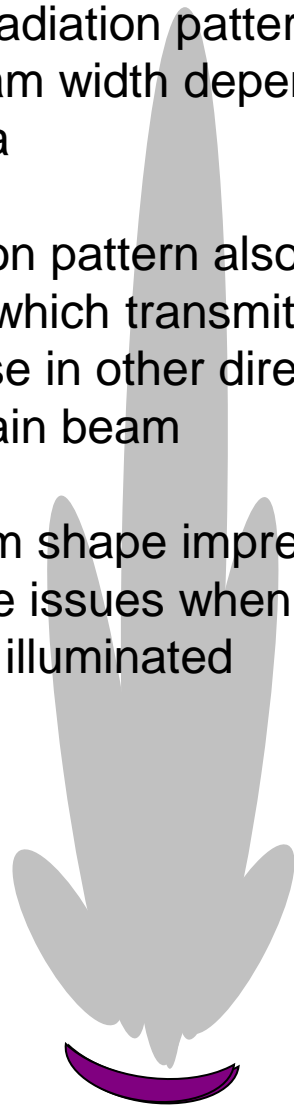 adiation patter
am width deper
a
on pattern also
which transmit
se in other dire
ain beam
m shape impre
e issues when
illuminated